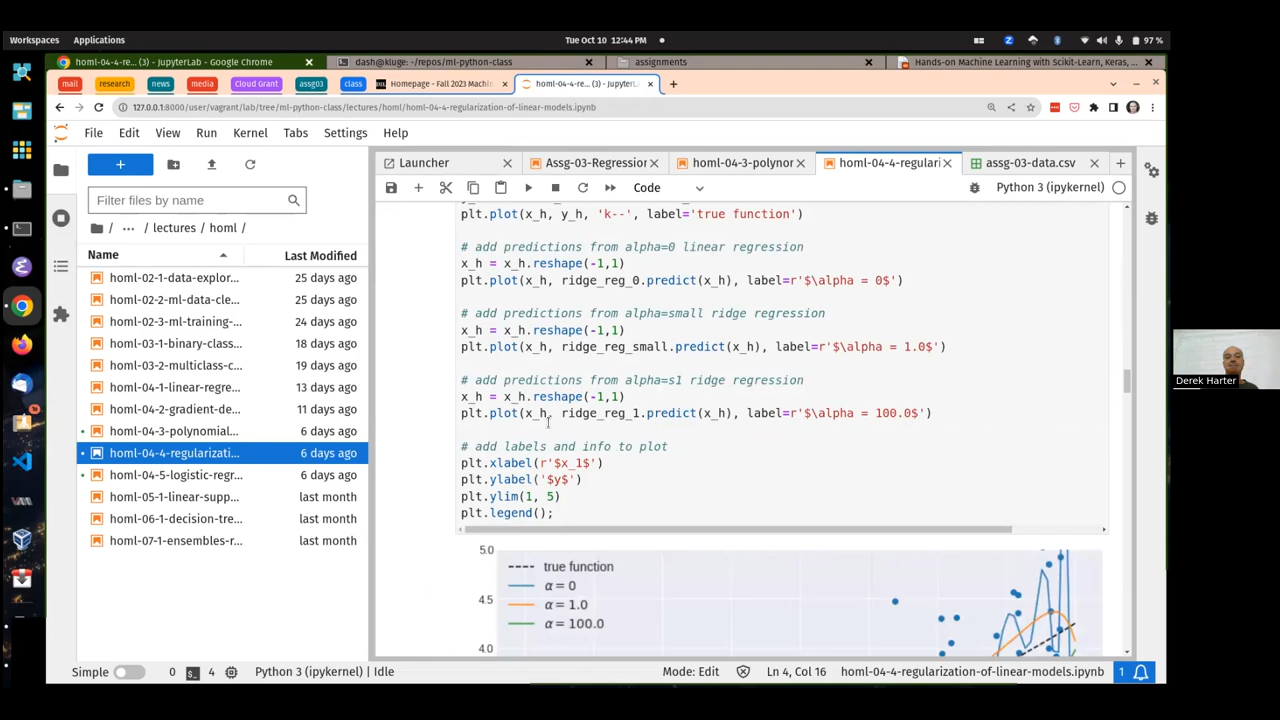 Workspaces Applications Tue Oct 10 12:44 PM 97 %
homl-04-4-re... (3) - JupyterLab - Google Chrome dash@kluge: ~/repos/ml-python-class assignments Hands-on Machine Learning with Scikit-Learn, Keras, ...
mail research news media Cloud Grant assg03 class Homepage - Fall 2023 Machin homl-04-4-re... (3) - JupyterL
127.0.0.1:8000/user/vagrant/lab/tree/ml-python-class/lectures/homl/homl-04-4-regularization-of-linear-models.ipynb
File Edit View Run Kernel Tabs Settings Help
Launcher Assg-03-Regression homl-04-3-polynor homl-04-4-regulari assg-03-data.csv
Code Python 3 (ipykernel)
Filter files by name
/ ... / lectures / homl /
Name Last Modified
homl-02-1-data-explor... 25 days ago
homl-02-2-ml-data-cle... 25 days ago
homl-02-3-ml-training-... 24 days ago
homl-03-1-binary-class... 18 days ago
homl-03-2-multiclass-c... 19 days ago
homl-04-1-linear-regre... 13 days ago
homl-04-2-gradient-de... 11 days ago
homl-04-3-polynomial... 6 days ago
homl-04-4-regularizati... 6 days ago
homl-04-5-logistic-regr... 6 days ago
homl-05-1-linear-supp... last month
homl-06-1-decision-tre... last month
homl-07-1-ensembles-r... last month
plt.plot(x_h, y_h, 'k--', label='true function')
# add predictions from alpha=0 linear regression
x_h = x_h.reshape(-1,1)
plt.plot(x_h, ridge_reg_0.predict(x_h), label=r'$\alpha = 0$')
# add predictions from alpha=small ridge regression
x_h = x_h.reshape(-1,1)
plt.plot(x_h, ridge_reg_small.predict(x_h), label=r'$\alpha = 1.0$')
# add predictions from alpha=s1 ridge regression
x_h = x_h.reshape(-1,1)
plt.plot(x_h, ridge_reg_1.predict(x_h), label=r'$\alpha = 100.0$')
# add labels and info to plot
plt.xlabel(r'$x_1$')
plt.ylabel('$y$')
plt.ylim(1, 5)
plt.legend();
5.0
4.5
4.0
true function
α = 0
α = 1.0
α = 100.0
Derek Harter
Simple 0 4 Python 3 (ipykernel) | Idle Mode: Edit Ln 4, Col 16 homl-04-4-regularization-of-linear-models.ipynb 1